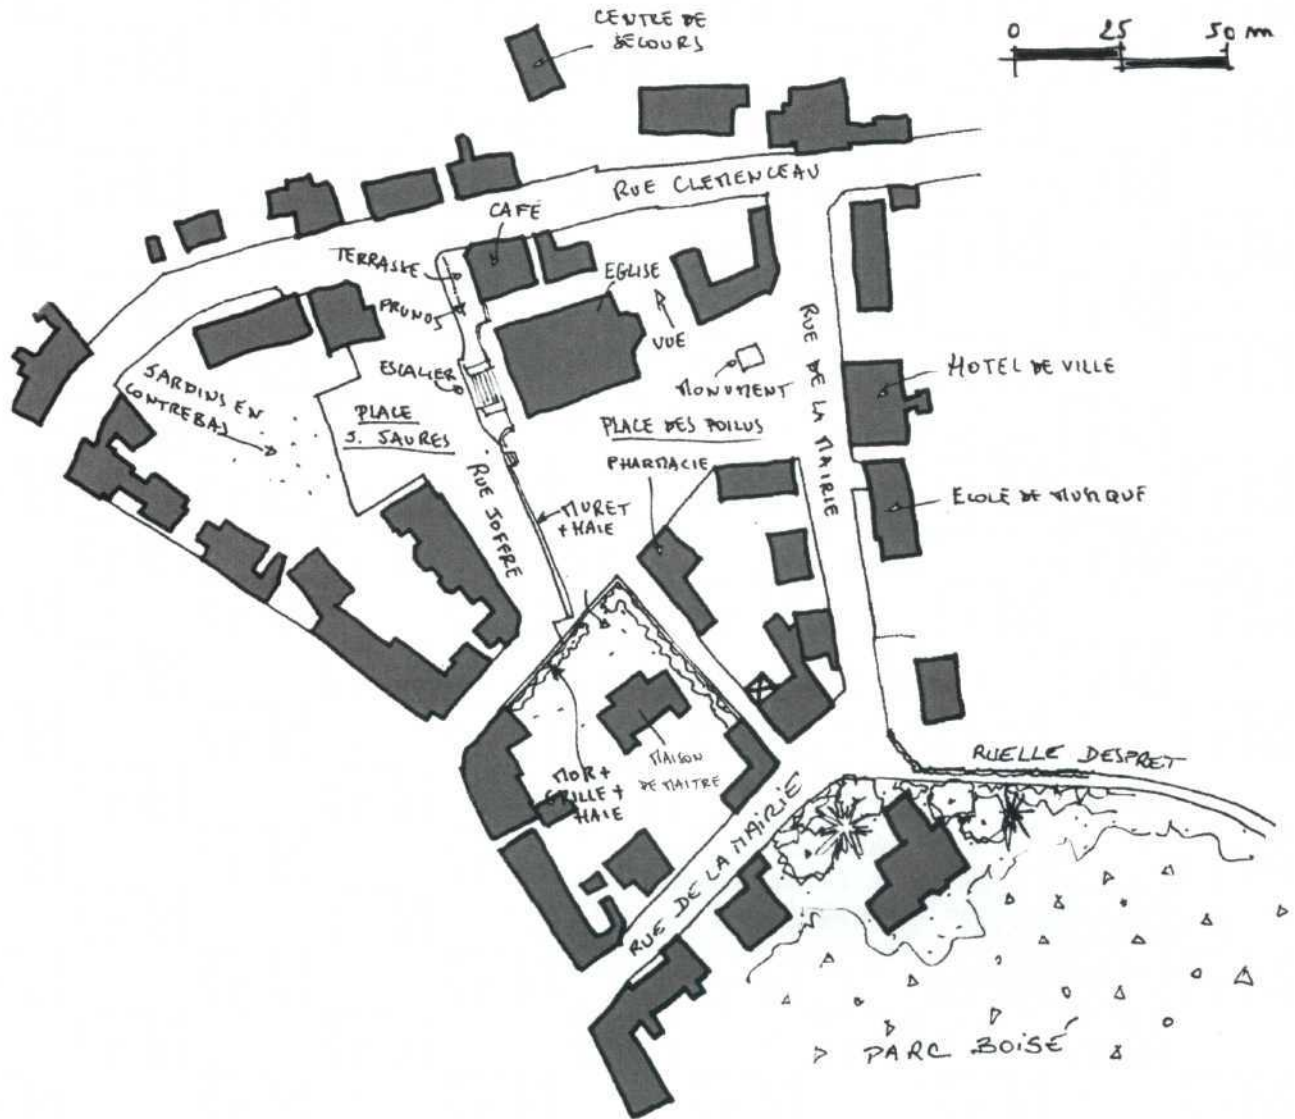 CENTRE DE
SECOURS
0 25 50 m
RUE CLEMENCEAU
CAFE
TERRASSE
EGLISE
PRUNUS
VUE
RUE DE LA MAIRIE
ESCALIER
MONUMENT
HOTEL DE VILLE
JARDINS EN
CONTREBAS
PLACE
J. JAURES
PLACE DES POILUS
PHARMACIE
RUE JOFFRE
MURET
+ HAIE
ECOLE DE MUSIQUE
MAISON
DE MAITRE
MUR +
GRILLE +
HAIE
RUELLE DESPRET
RUE DE LA MAIRIE
PARC BOISÉ